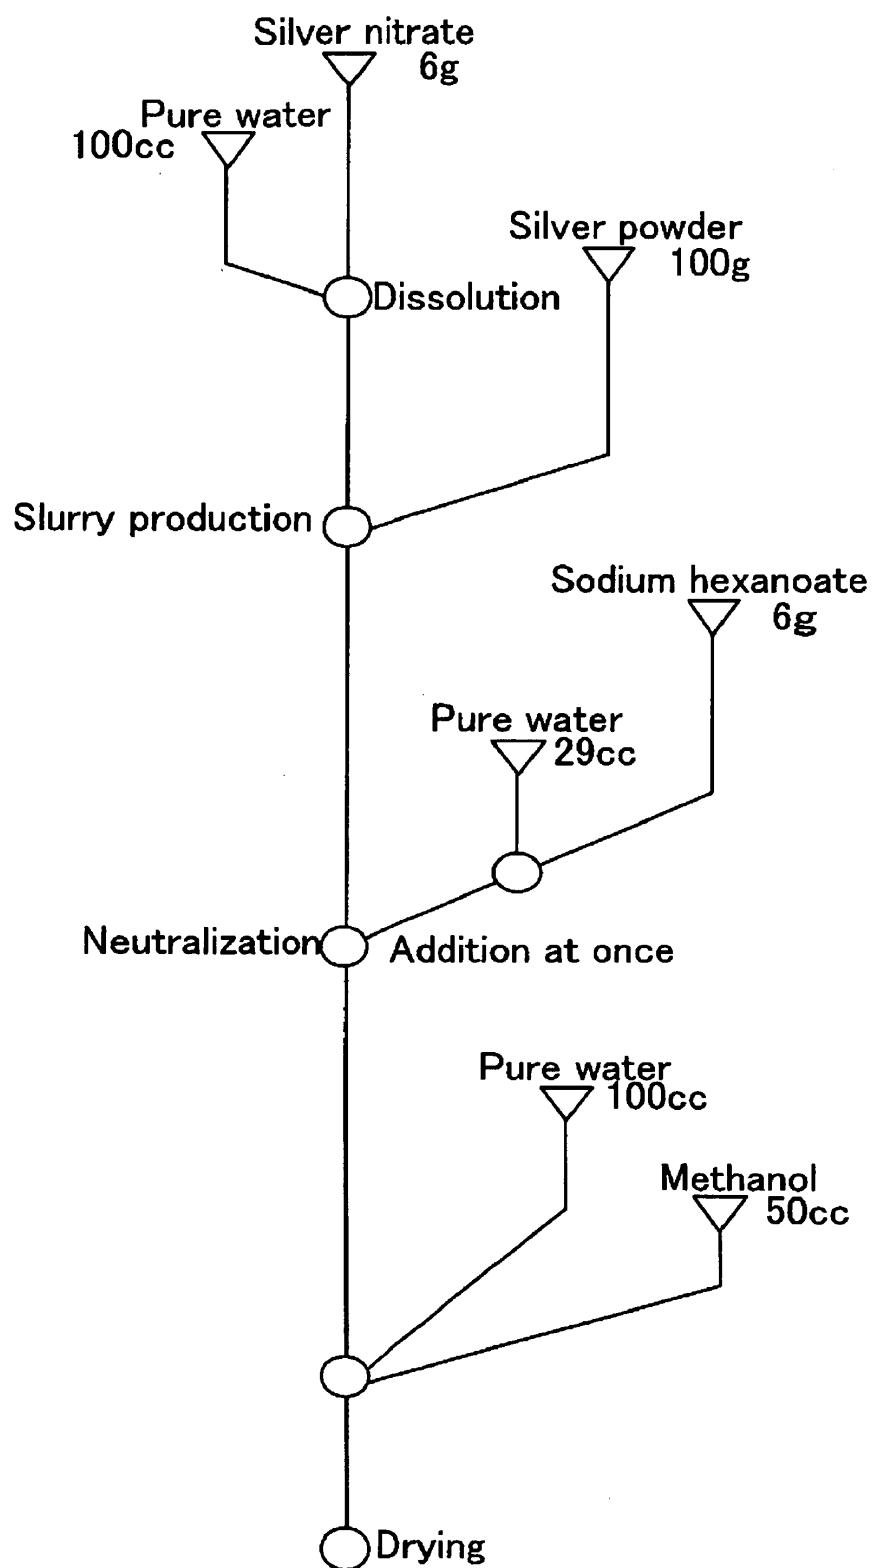 Silver nitrate
6g
Pure water
100cc
Silver powder
100g
Dissolution
Slurry production
Sodium hexanoate
6g
Pure water
29cc
Neutralization
Addition at once
Pure water
100cc
Methanol
50cc
Drying